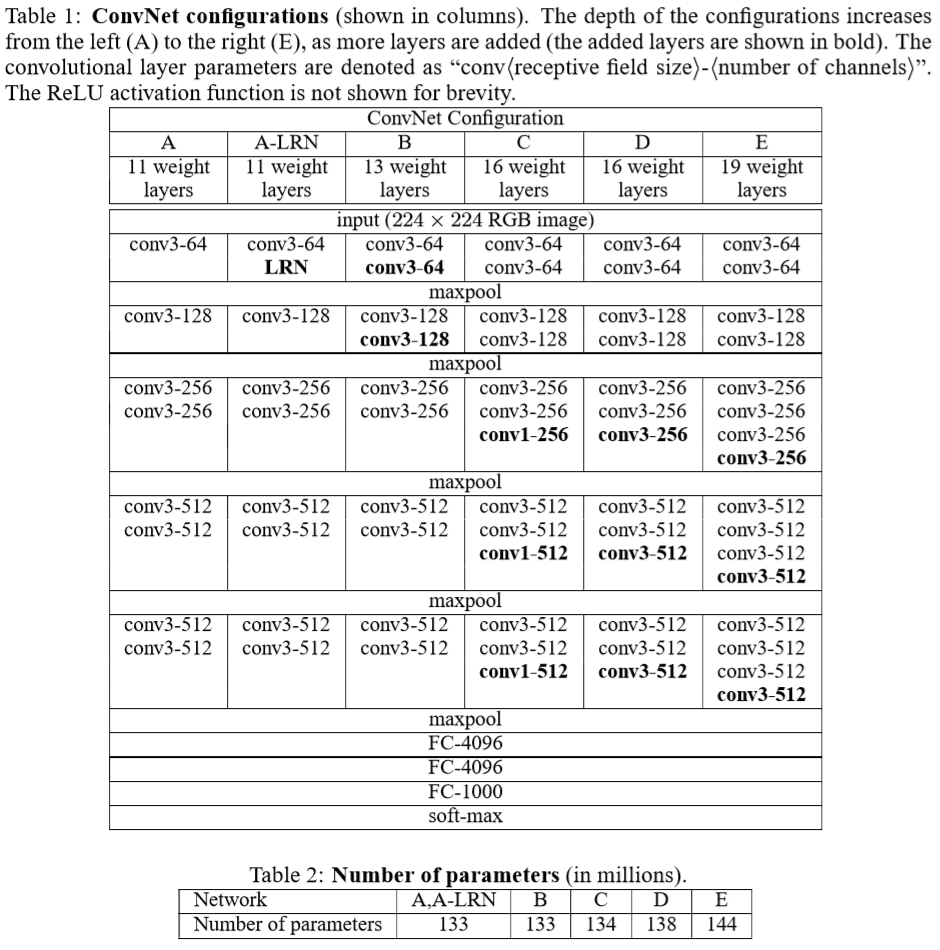 Table 1: ConvNet configurations (shown in columns). The depth of the configurations increases
from the left (A) to the right (E), as more layers are added (the added layers are shown in bold). The
convolutional layer parameters are denoted as “conv⟨receptive field size⟩-⟨number of channels⟩”.
The ReLU activation function is not shown for brevity.
ConvNet Configuration
A A-LRN B C D E
11 weight 11 weight 13 weight 16 weight 16 weight 19 weight
layers layers layers layers layers layers
input (224 × 224 RGB image)
conv3-64 conv3-64 conv3-64 conv3-64 conv3-64 conv3-64
LRN conv3-64 conv3-64 conv3-64 conv3-64
maxpool
conv3-128 conv3-128 conv3-128 conv3-128 conv3-128 conv3-128
conv3-128 conv3-128 conv3-128 conv3-128
maxpool
conv3-256 conv3-256 conv3-256 conv3-256 conv3-256 conv3-256
conv3-256 conv3-256 conv3-256 conv3-256 conv3-256 conv3-256
conv1-256 conv3-256 conv3-256
conv3-256
maxpool
conv3-512 conv3-512 conv3-512 conv3-512 conv3-512 conv3-512
conv3-512 conv3-512 conv3-512 conv3-512 conv3-512 conv3-512
conv1-512 conv3-512 conv3-512
conv3-512
maxpool
conv3-512 conv3-512 conv3-512 conv3-512 conv3-512 conv3-512
conv3-512 conv3-512 conv3-512 conv3-512 conv3-512 conv3-512
conv1-512 conv3-512 conv3-512
conv3-512
maxpool
FC-4096
FC-4096
FC-1000
soft-max
Table 2: Number of parameters (in millions).
Network A,A-LRN B C D E
Number of parameters 133 133 134 138 144